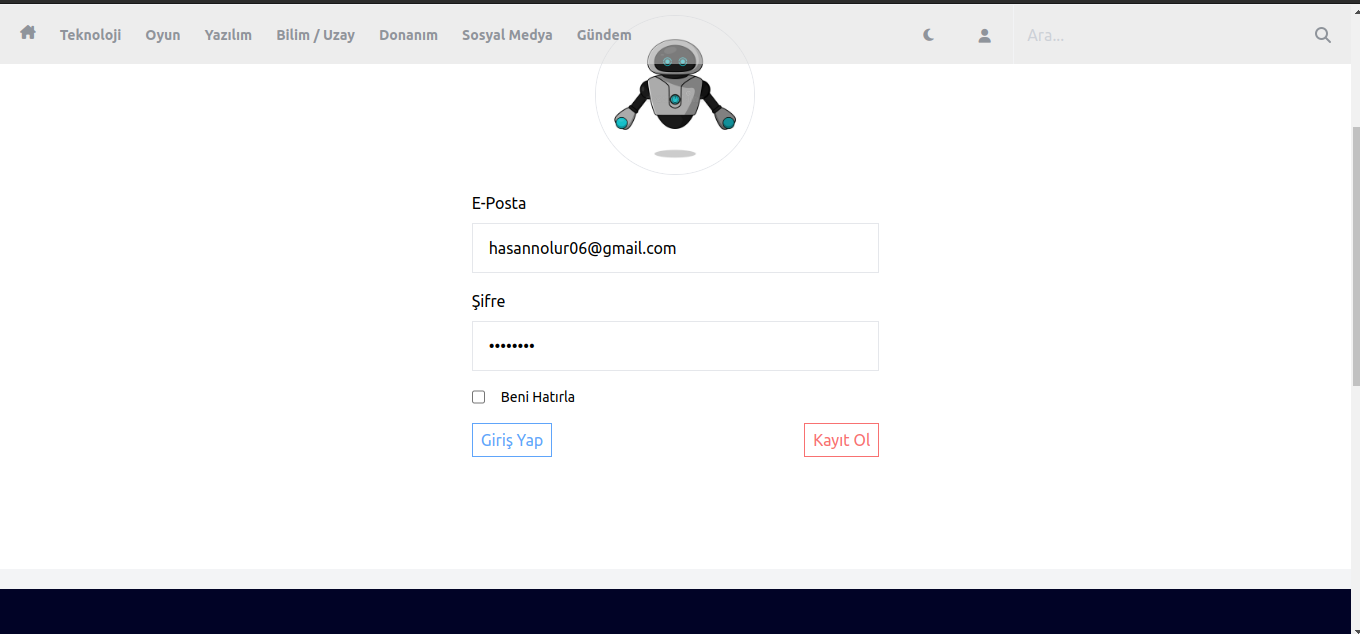 Teknoloji Oyun Yazılım Bilim / Uzay Donanım Sosyal Medya Gündem Ara...
E-Posta
hasannolur06@gmail.com
Şifre
••••••••
Beni Hatırla
Giriş Yap Kayıt Ol